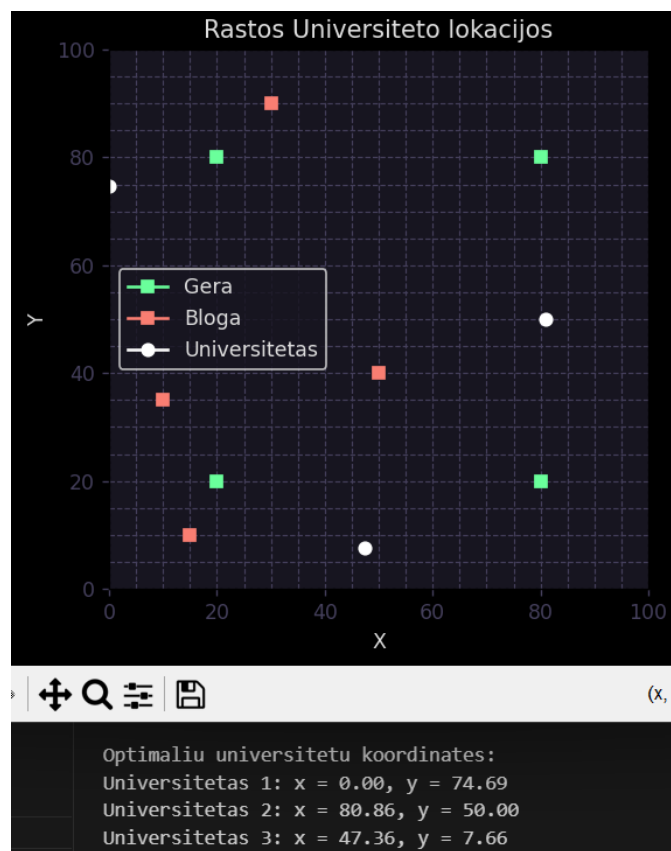 Rastos Universiteto lokacijos
100
80
60
40
20
0
Y
Gera
Bloga
Universitetas
0 20 40 60 80 100
X
(x,
Optimaliu universitetu koordinates:
Universitetas 1: x = 0.00, y = 74.69
Universitetas 2: x = 80.86, y = 50.00
Universitetas 3: x = 47.36, y = 7.66